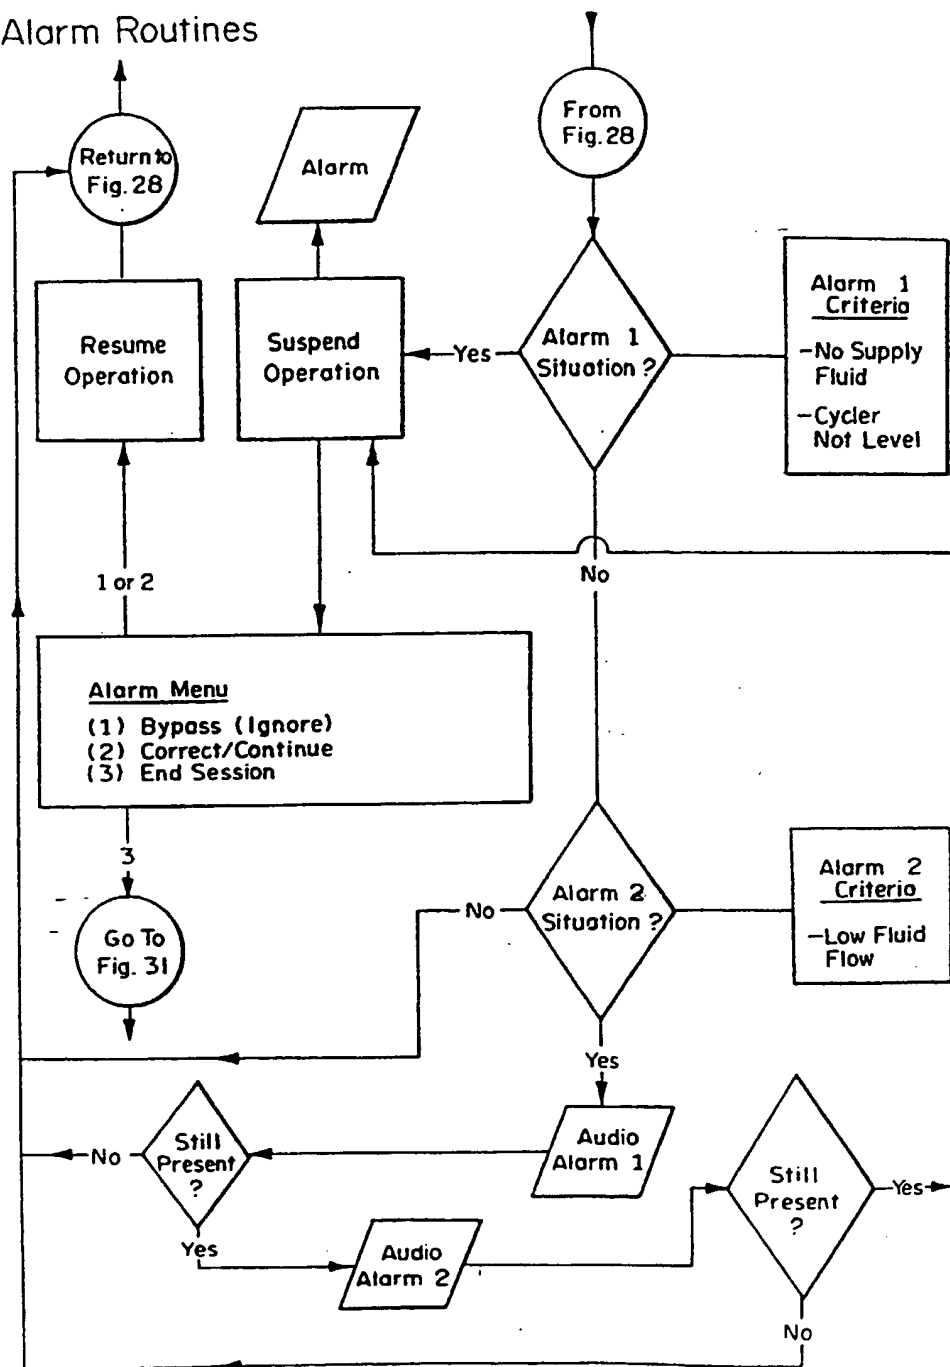 Alarm Routines
From
Fig. 28
Return to
Fig. 28
Alarm
Alarm 1
Criteria
-No Supply
Fluid
-Cycler
Not Level
Resume
Operation
Suspend
Operation
Yes
Alarm 1
Situation ?
No
1 or 2
Alarm Menu
(1) Bypass (Ignore)
(2) Correct/Continue
(3) End Session
3
Go To
Fig. 31
No
Alarm 2
Situation ?
Alarm 2
Criteria
-Low Fluid
Flow
Yes
Audio
Alarm 1
Still
Present
?
No
Yes
Audio
Alarm 2
Still
Present
?
Yes
No